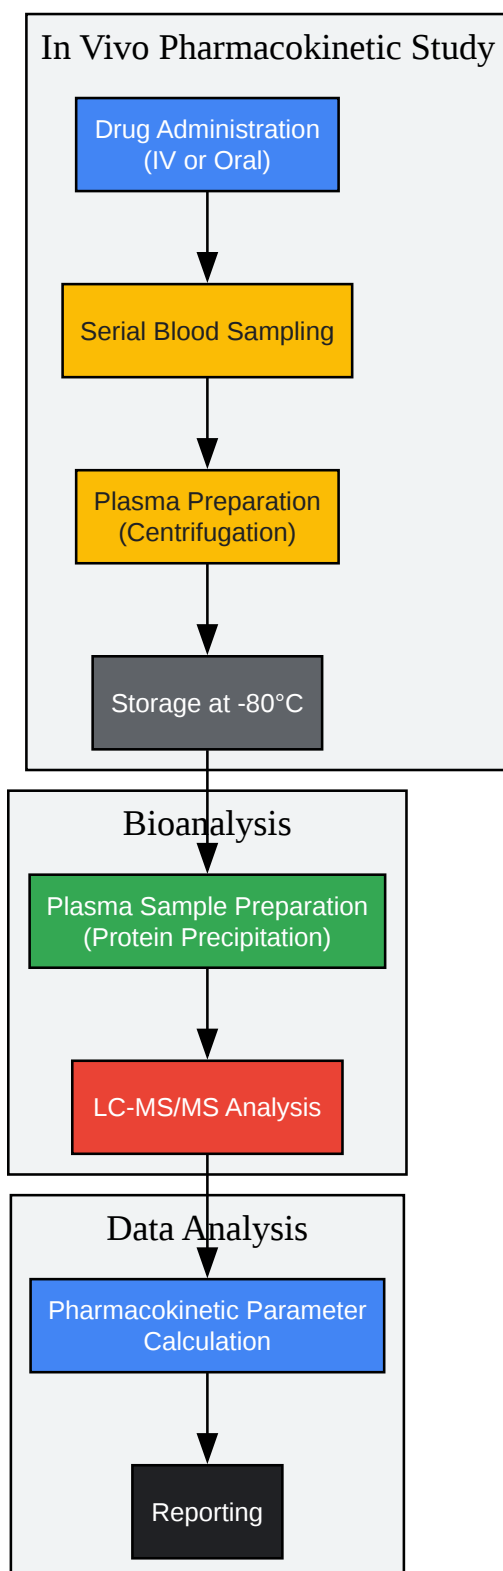 In Vivo Pharmacokinetic Study
Drug Administration
(IV or Oral)
Serial Blood Sampling
Plasma Preparation
(Centrifugation)
Storage at -80°C
Bioanalysis
Plasma Sample Preparation
(Protein Precipitation)
LC-MS/MS Analysis
Data Analysis
Pharmacokinetic Parameter
Calculation
Reporting